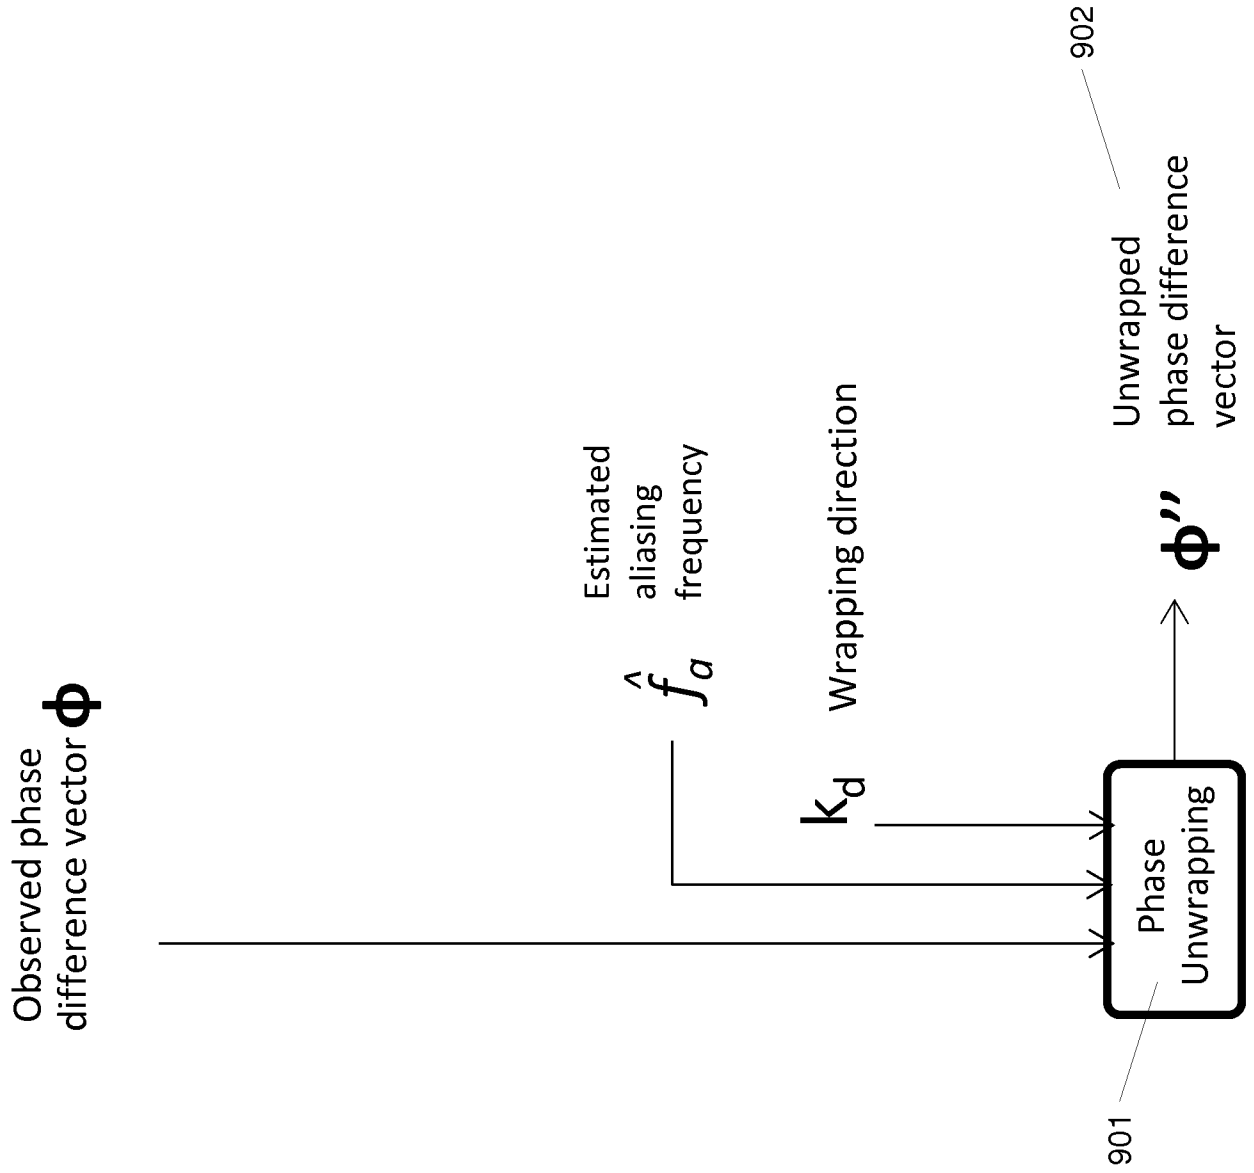 Observed phase
difference vector ϕ
Estimated
aliasing
frequency
f̂a
kd Wrapping direction
Phase
Unwrapping
ϕ″
Unwrapped
phase difference
vector
901
902